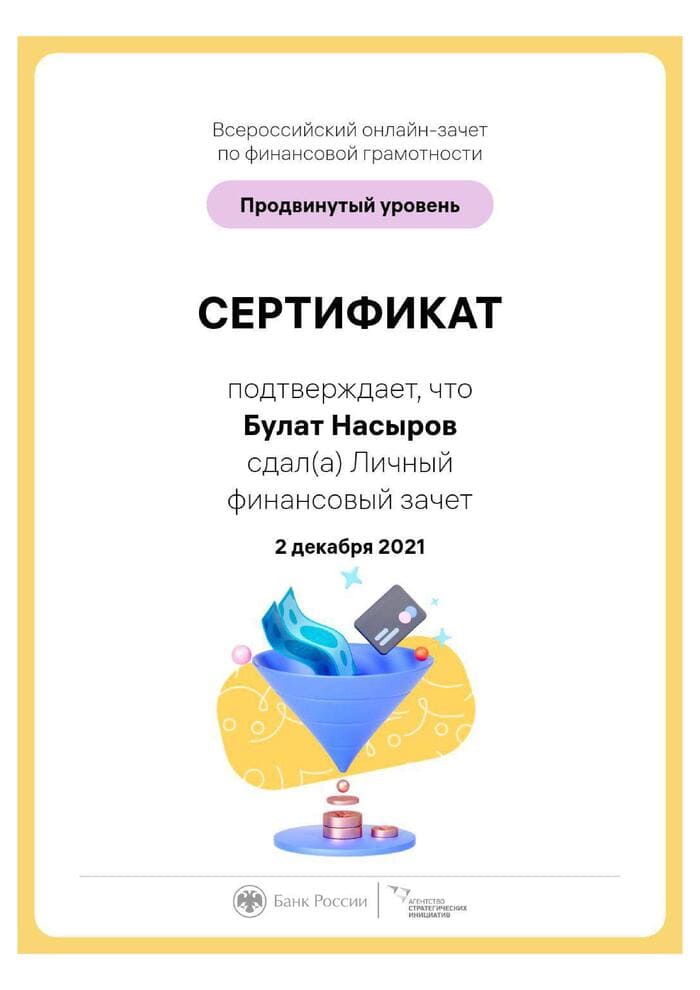 Всероссийский онлайн-зачет
по финансовой грамотности
Продвинутый уровень
СЕРТИФИКАТ
подтверждает, что
Булат Насыров
сдал(а) Личный
финансовый зачет
2 декабря 2021
Банк России
АГЕНТСТВО
СТРАТЕГИЧЕСКИХ
ИНИЦИАТИВ